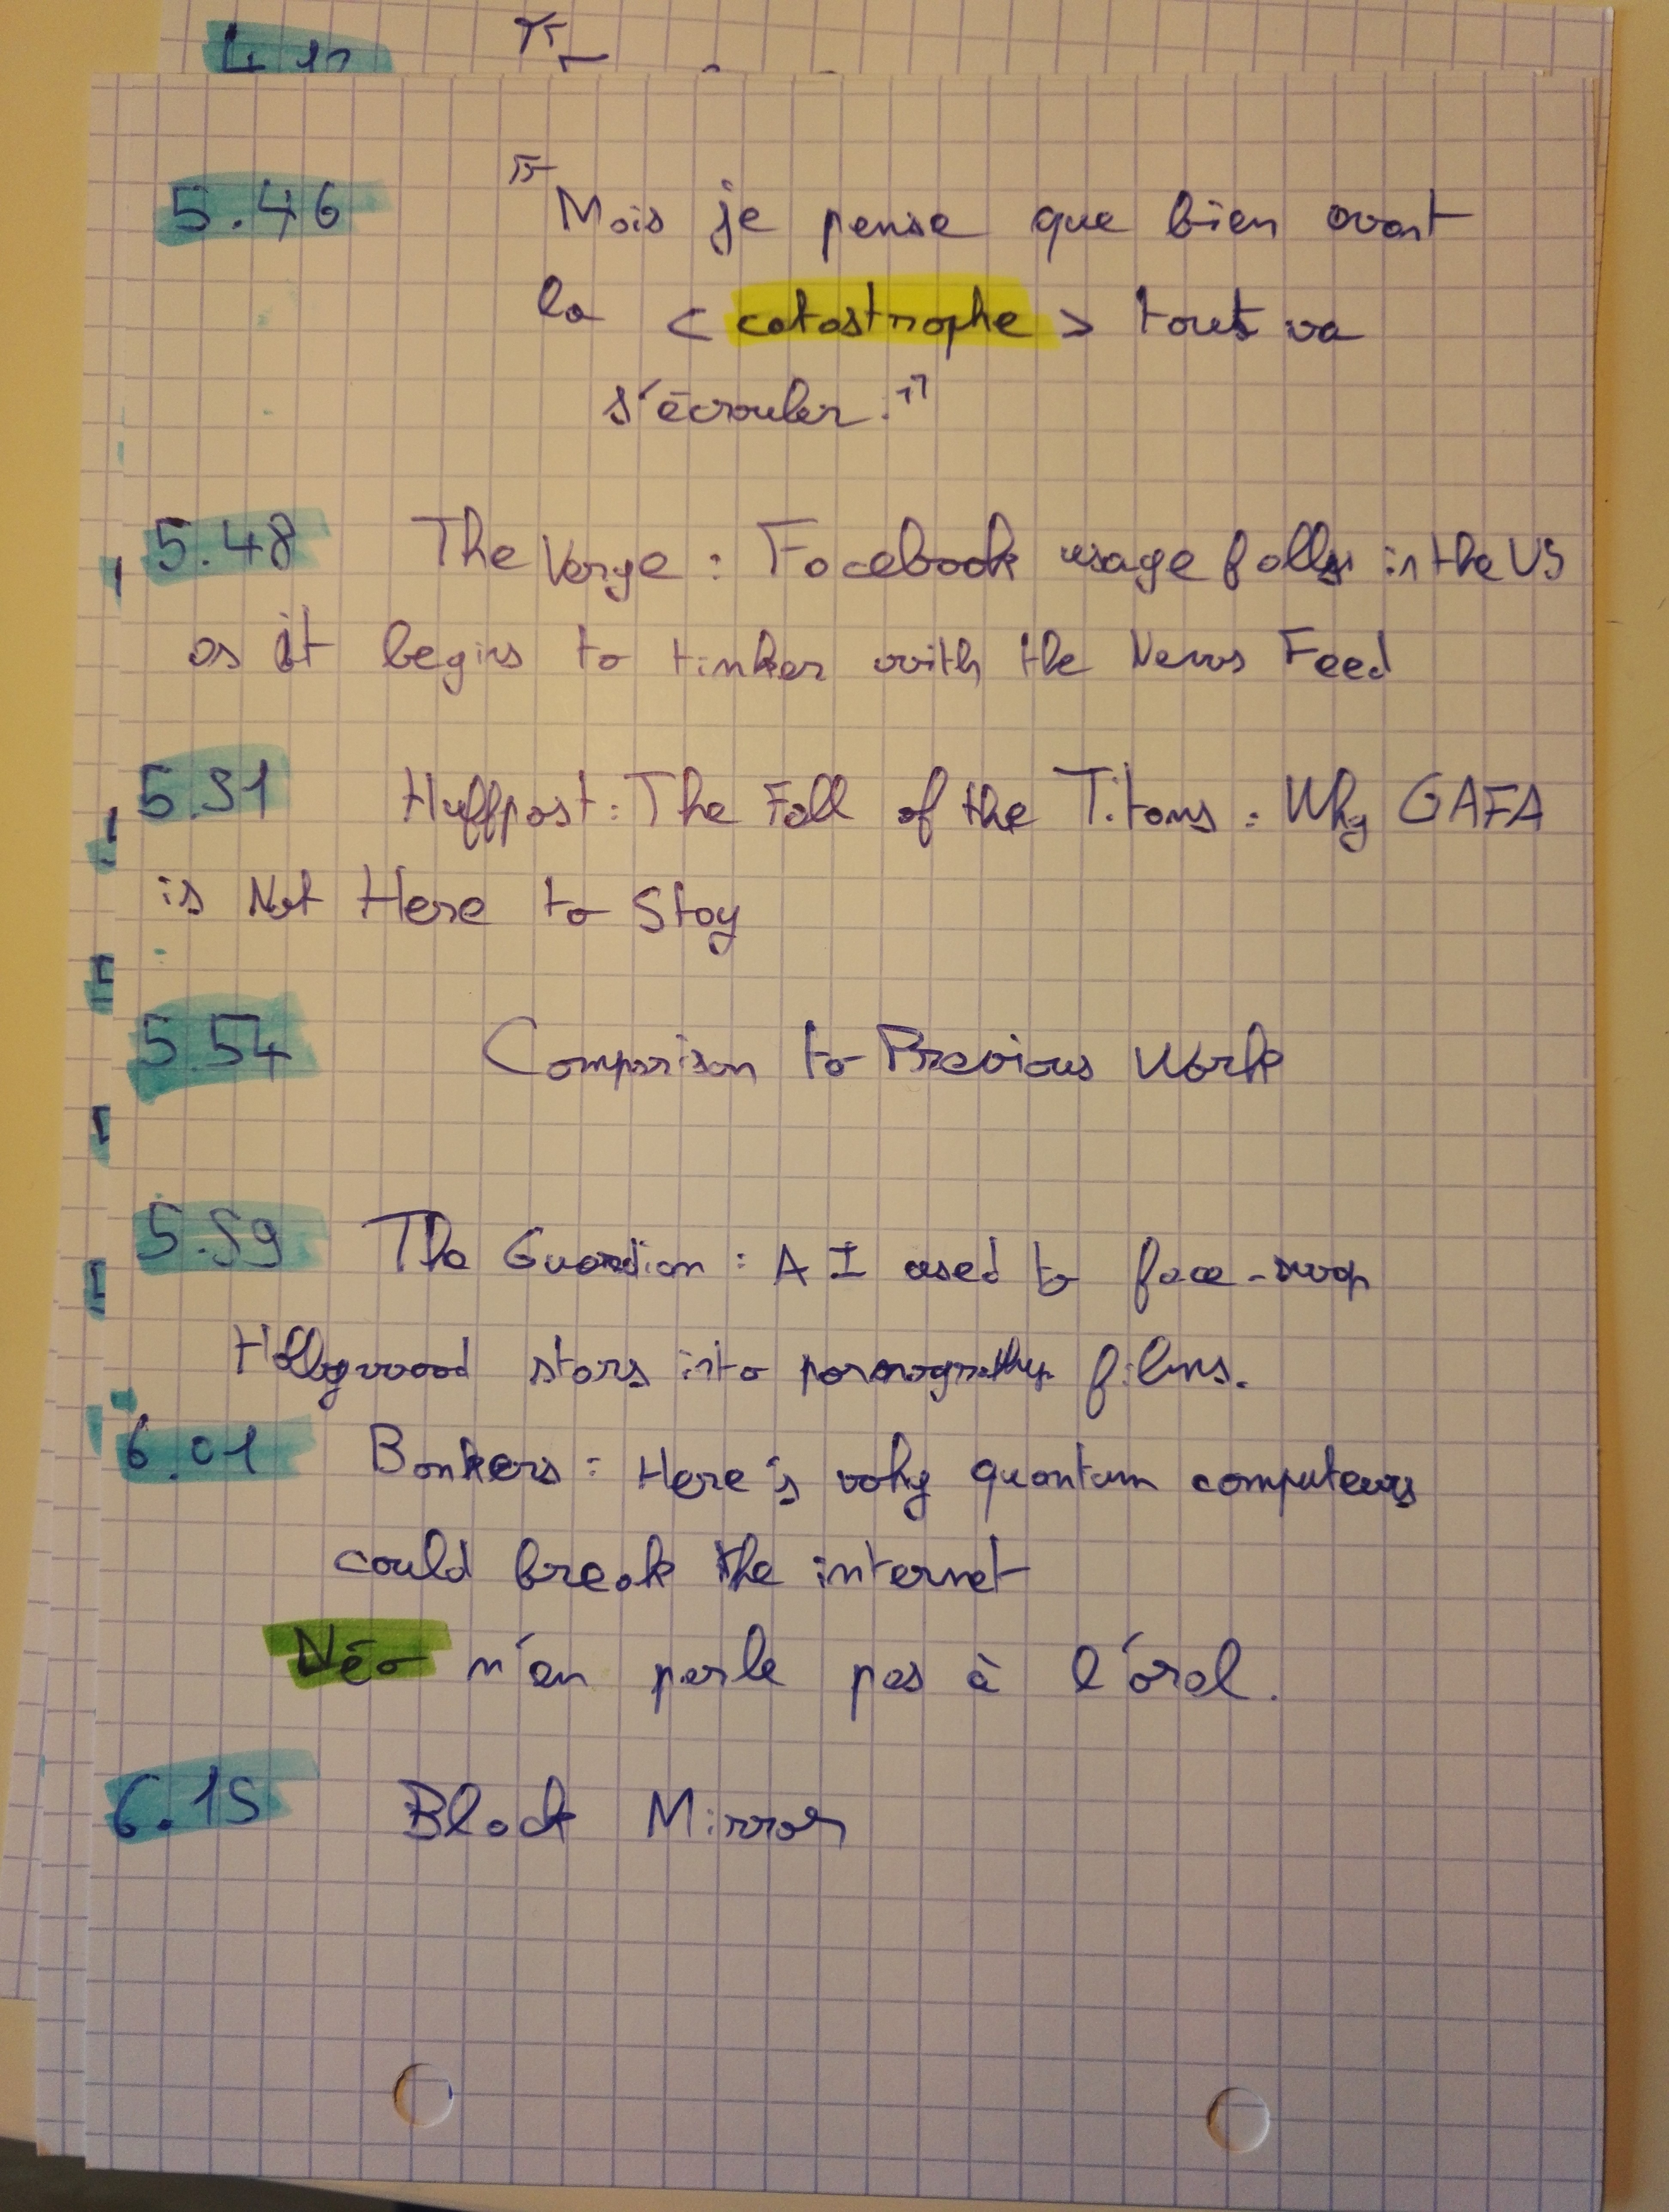 5.46 "Mais je pense que bien avant
la < catastrophe > tout va
s'écrouler."
5.48 The Verge : Facebook usage falls in the US
as it begins to tinker with the News Feed
5.51 Huffpost : The Fall of the Titans : Why GAFA
is Not Here to Stay
5.54 Comparison to Previous Work
5.59 The Guardian : AI used to face-swap
Hollywood stars into pornography films.
6.01 Bonkers : Here's why quantum computers
could break the internet
Néo n'en parle pas à l'oral.
6.15 Black Mirror